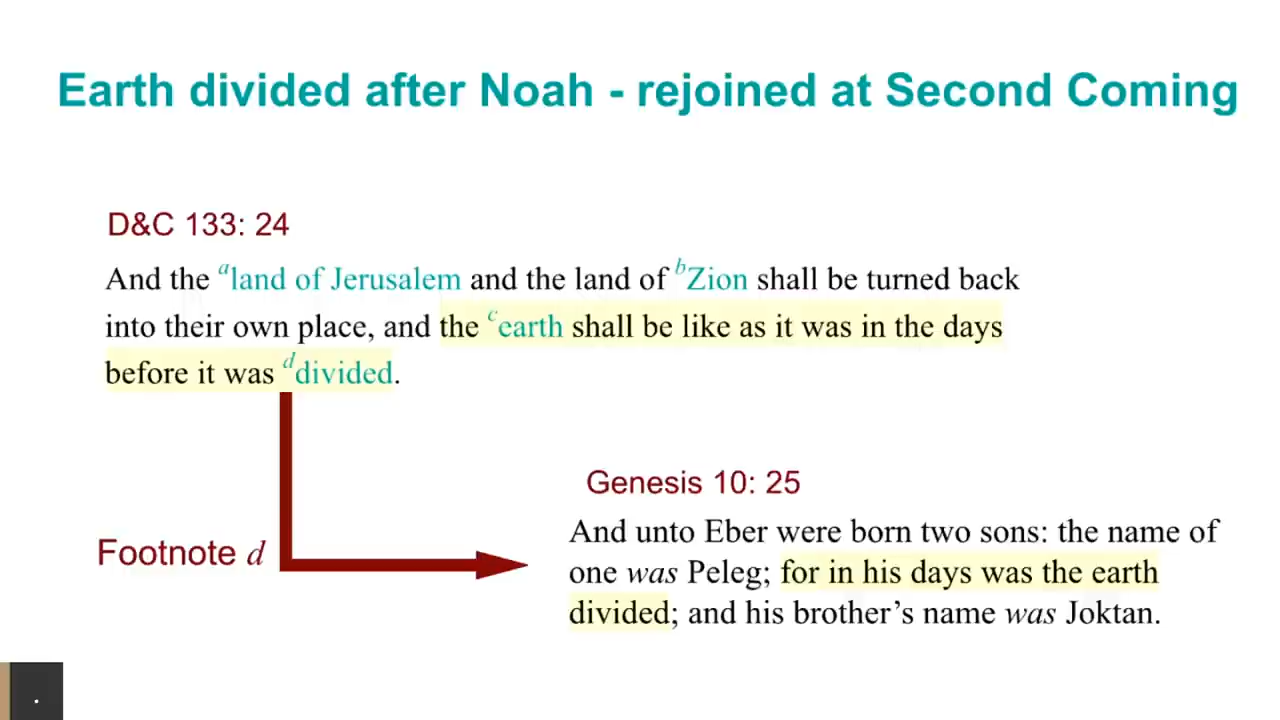 Earth divided after Noah - rejoined at Second Coming
D&C 133: 24
And the aland of Jerusalem and the land of bZion shall be turned back
into their own place, and the cearth shall be like as it was in the days
before it was ddivided.
Genesis 10: 25
And unto Eber were born two sons: the name of
one was Peleg; for in his days was the earth
divided; and his brother’s name was Joktan.
Footnote d